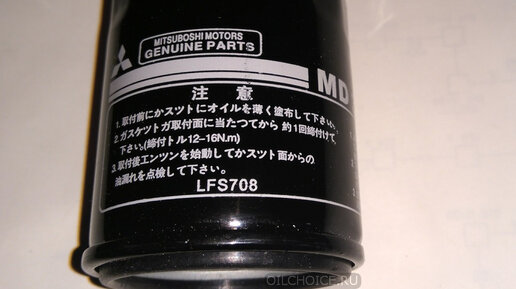 MITSUBOSHI MOTORS
GENUINE PARTS
MD
注 意
1. 取付前にかスツトにオイルを薄く塗布して下さい。
2. ガスケツトガ取付面に当たつてから 約1回締付けて、
下さい。(締付トル12-16N.m)
3. 取付後エンツンを始動してかスツト面からの
油漏れを点検して下さい。
LFS708
OILCHOICE.RU